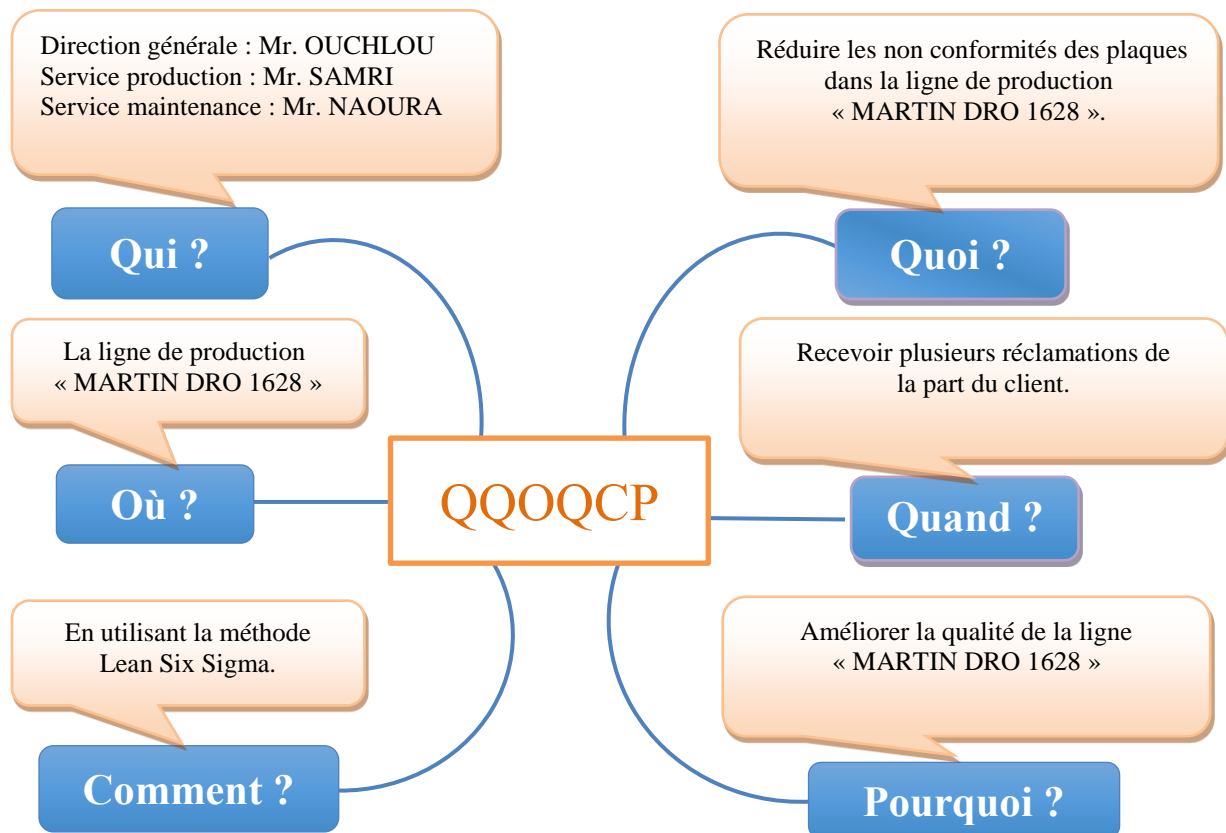 Direction générale : Mr. OUCHLOU
Service production : Mr. SAMRI
Service maintenance : Mr. NAOURA
Qui ?
Réduire les non conformités des plaques
dans la ligne de production
« MARTIN DRO 1628 ».
Quoi ?
La ligne de production
« MARTIN DRO 1628 »
Où ?
Recevoir plusieurs réclamations de
la part du client.
Quand ?
QQOQCP
En utilisant la méthode
Lean Six Sigma.
Comment ?
Améliorer la qualité de la ligne
« MARTIN DRO 1628 »
Pourquoi ?